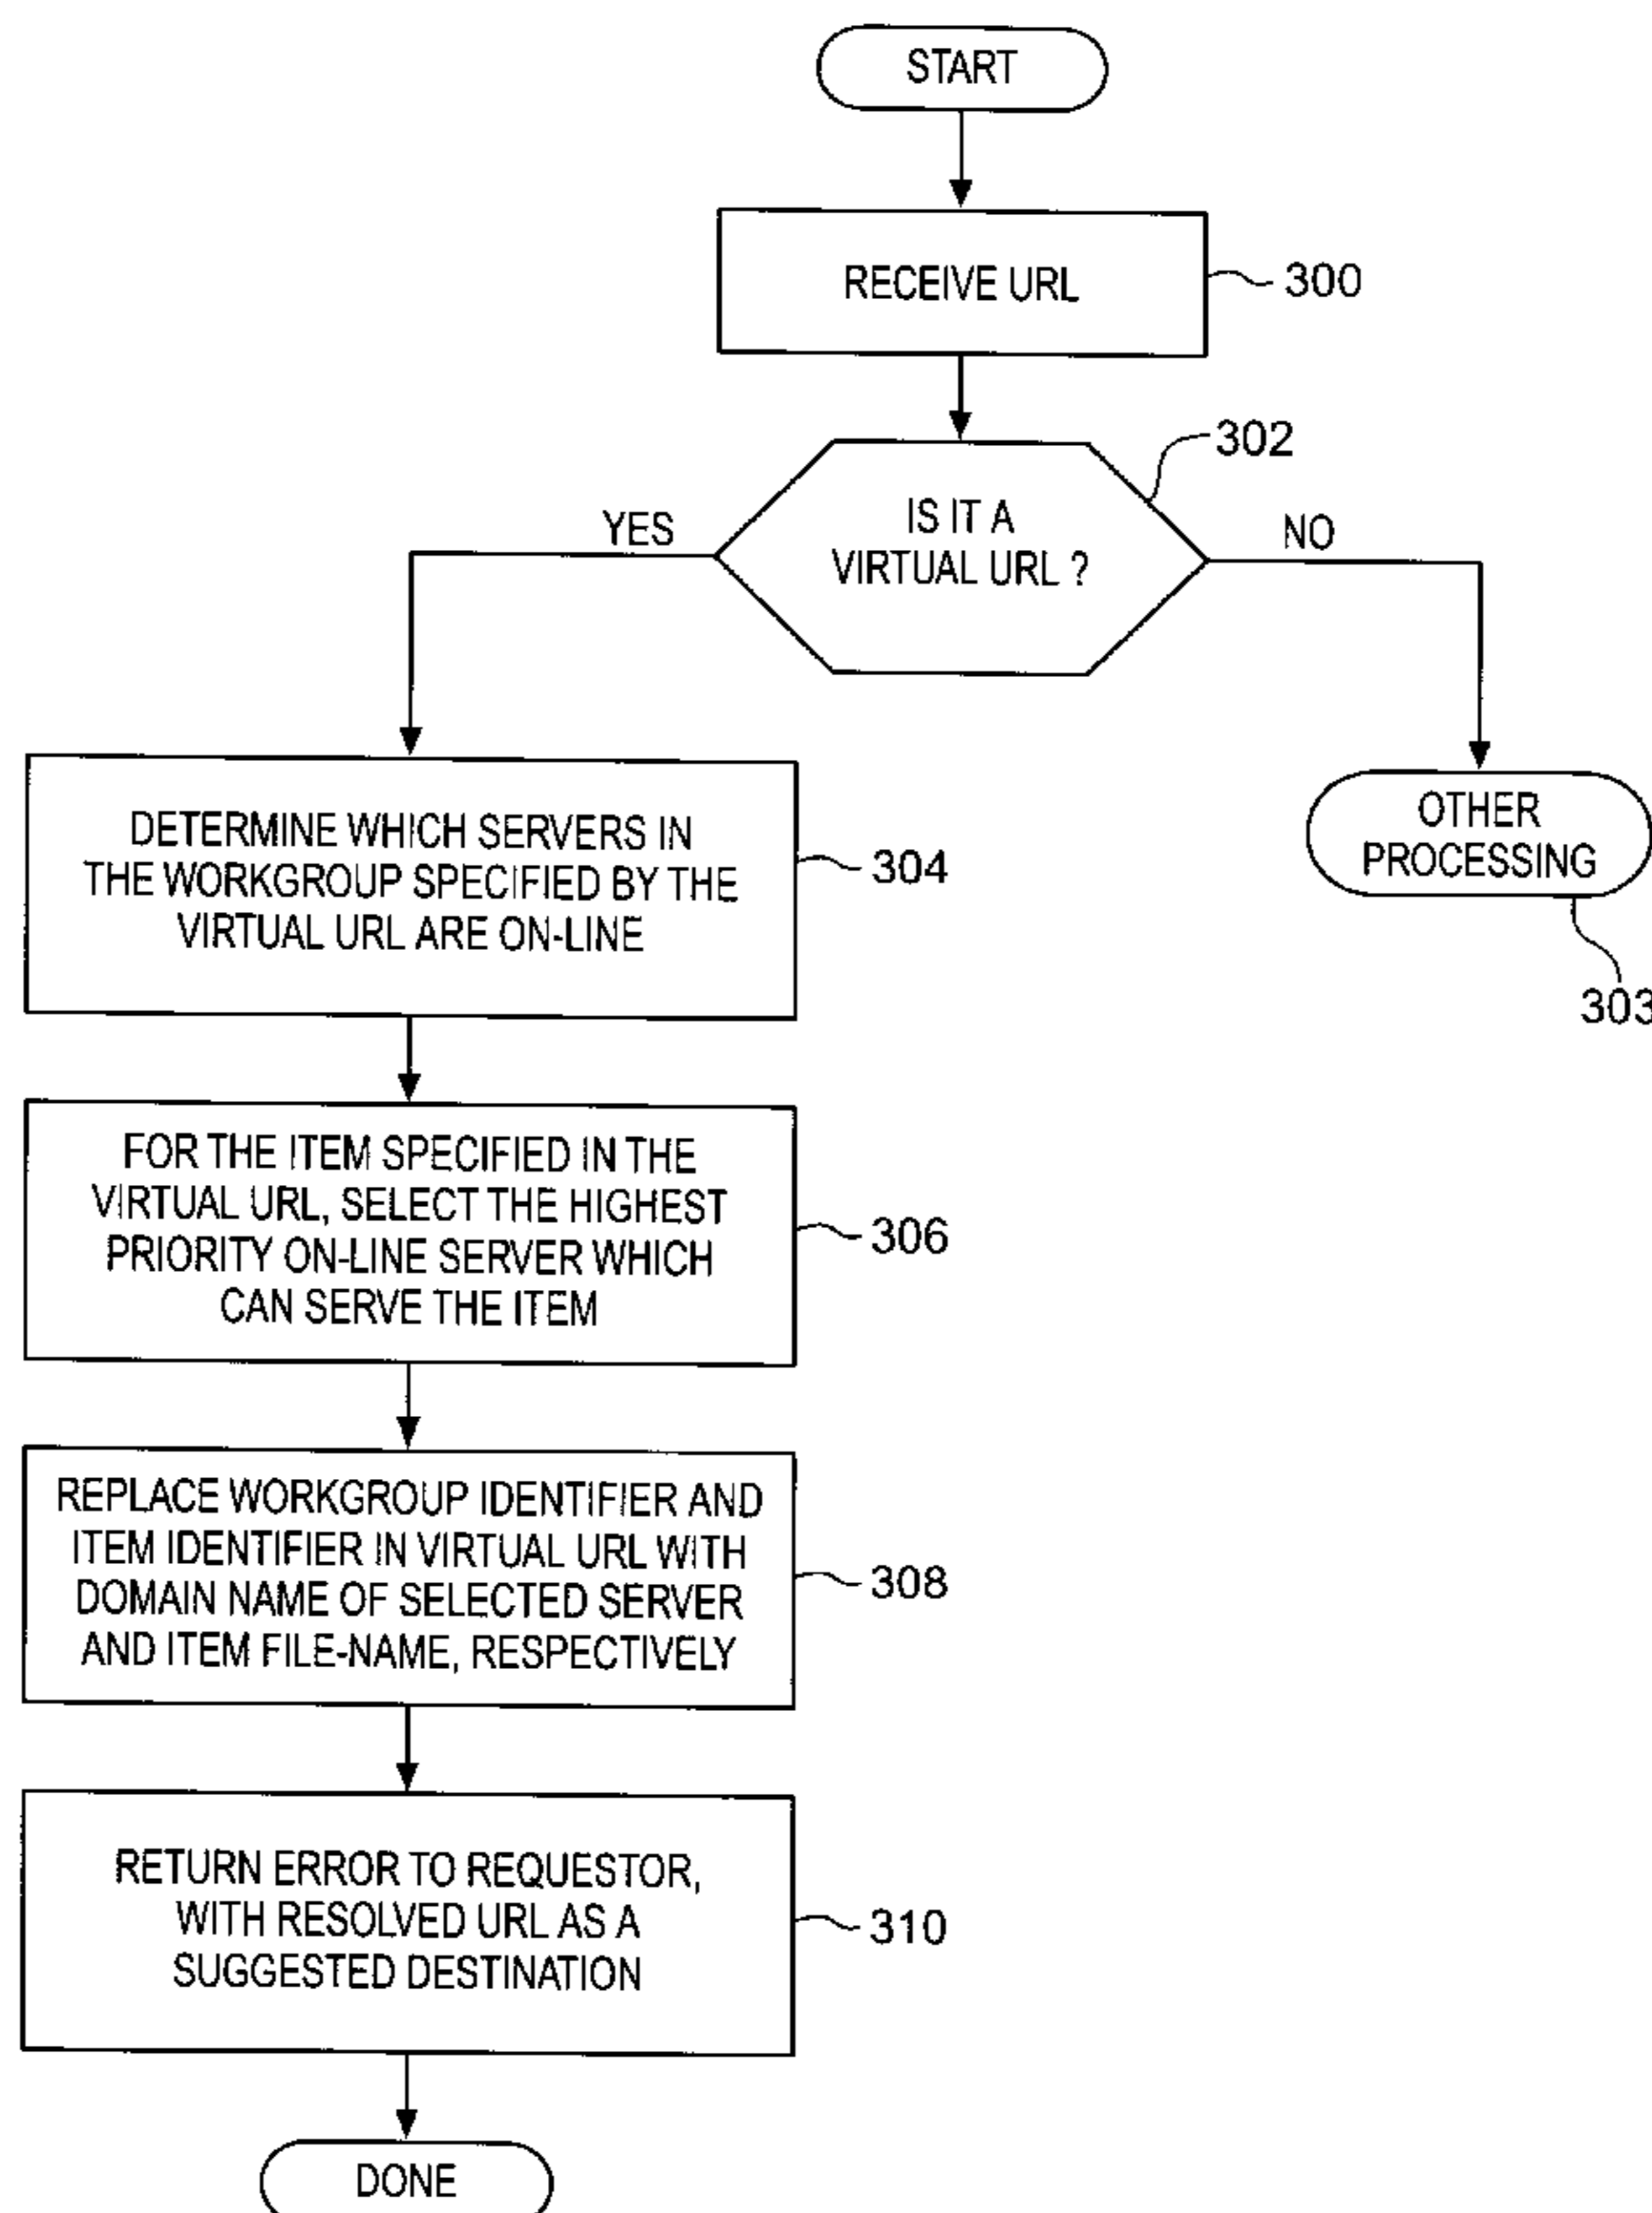 START
RECEIVE URL
300
302
IS IT A
VIRTUAL URL ?
YES
NO
DETERMINE WHICH SERVERS IN
THE WORKGROUP SPECIFIED BY THE
VIRTUAL URL ARE ON-LINE
304
OTHER
PROCESSING
303
FOR THE ITEM SPECIFIED IN THE
VIRTUAL URL, SELECT THE HIGHEST
PRIORITY ON-LINE SERVER WHICH
CAN SERVE THE ITEM
306
REPLACE WORKGROUP IDENTIFIER AND
ITEM IDENTIFIER IN VIRTUAL URL WITH
DOMAIN NAME OF SELECTED SERVER
AND ITEM FILE-NAME, RESPECTIVELY
308
RETURN ERROR TO REQUESTOR,
WITH RESOLVED URL AS A
SUGGESTED DESTINATION
310
DONE